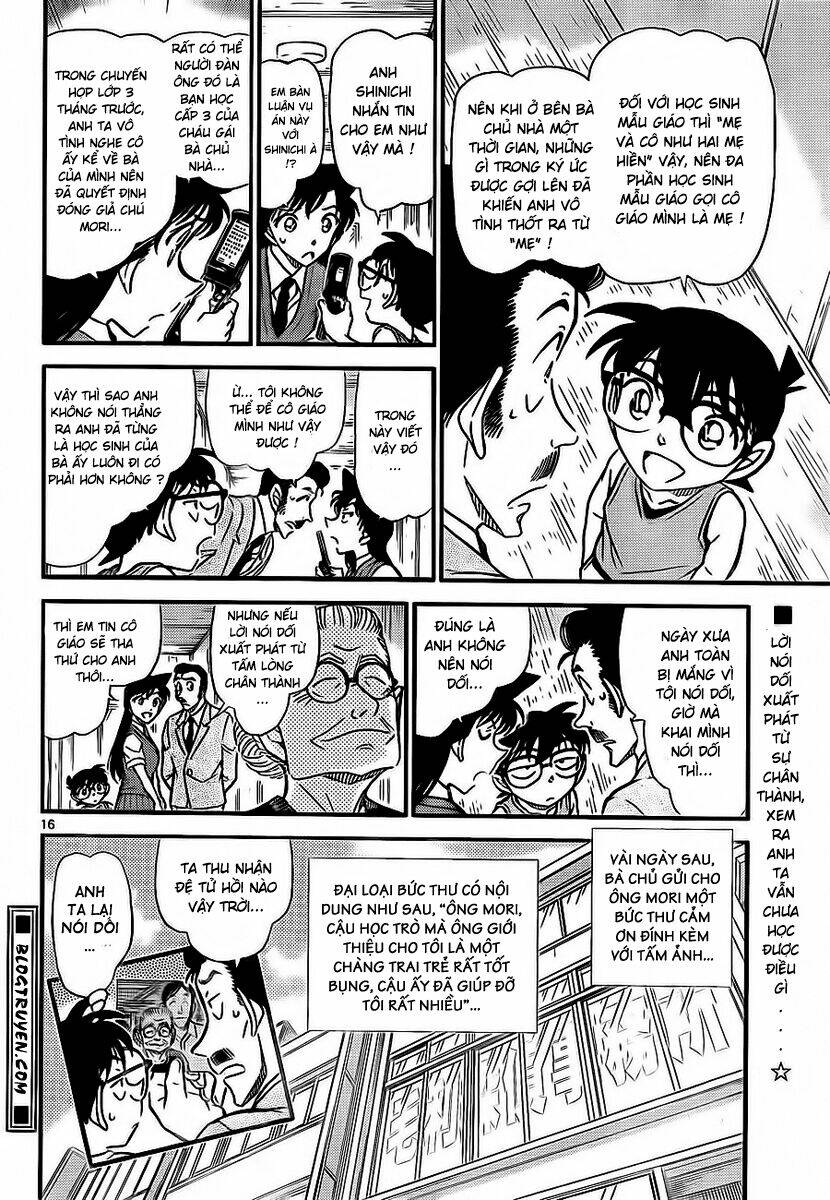 ĐỐI VỚI HỌC SINH
MẪU GIÁO THÌ "MẸ
VÀ CÔ NHƯ HAI MẸ
HIỀN" VẬY, NÊN ĐA
PHẦN HỌC SINH
MẪU GIÁO GỌI CÔ
GIÁO MÌNH LÀ MẸ !
NÊN KHI Ở BÊN BÀ
CHỦ NHÀ MỘT
THỜI GIAN, NHỮNG
GÌ TRONG KÝ ỨC
ĐƯỢC GỢI LÊN ĐÃ
KHIẾN ANH VÔ
TÌNH THỐT RA TỪ
"MẸ" !
ANH
SHINICHI
NHẮN TIN
CHO EM NHƯ
VẬY MÀ !
EM BÀN
LUẬN VỤ
ÁN NÀY
VỚI
SHINICHI À
!?
RẤT CÓ THỂ
NGƯỜI ĐÀN
ÔNG ĐÓ LÀ
BẠN HỌC
CẤP 3 CỦA
CHÁU GÁI
BÀ CHỦ
NHÀ...
TRONG CHUYẾN
HỌP LỚP 3
THÁNG TRƯỚC,
ANH TA VÔ
TÌNH NGHE CÔ
ẤY KỂ VỀ BÀ
CỦA MÌNH NÊN
ĐÃ QUYẾT ĐỊNH
ĐÓNG GIẢ CHÚ
MORI...
TRONG
NÀY VIẾT
VẬY ĐÓ
...
Ừ... TÔI KHÔNG
THỂ ĐỂ CÔ GIÁO
MÌNH NHƯ VẬY
ĐƯỢC !
VẬY THÌ SAO ANH
KHÔNG NÓI THẲNG
RA ANH ĐÃ TỪNG
LÀ HỌC SINH CỦA
BÀ ẤY LUÔN ĐI CÓ
PHẢI HƠN KHÔNG ?
NGÀY XƯA
ANH TOÀN
BỊ MẮNG VÌ
TỘI NÓI DỐI,
GIỜ MÀ
KHAI MÌNH
NÓI DỐI
THÌ...
ĐÚNG LÀ
ANH KHÔNG
NÊN NÓI
DỐI...
NHƯNG NẾU
LỜI NÓI DỐI
XUẤT PHÁT TỪ
TẤM LÒNG
CHÂN THÀNH
...
THÌ EM TIN CÔ
GIÁO SẼ THA
THỨ CHO ANH
THÔI...
16
VÀI NGÀY SAU,
BÀ CHỦ GỬI CHO
ÔNG MORI MỘT
BỨC THƯ CẢM
ƠN ĐÍNH KÈM
VỚI TẤM ẢNH...
ĐẠI LOẠI BỨC THƯ CÓ NỘI
DUNG NHƯ SAU, "ÔNG MORI,
CẬU HỌC TRÒ MÀ ÔNG GIỚI
THIỆU CHO TÔI LÀ MỘT
CHÀNG TRAI TRẺ RẤT TỐT
BỤNG, CẬU ẤY ĐÃ GIÚP ĐỠ
TÔI RẤT NHIỀU"...
TA THU NHẬN
ĐỆ TỬ HỒI NÀO
VẬY TRỜI...
ANH
TA LẠI
NÓI DỐI
...
LỜI
NÓI
DỐI
XUẤT
PHÁT
TỪ
SỰ
CHÂN
THÀNH,
XEM
RA
ANH
TA
VẪN
CHƯA
HỌC
ĐƯỢC
ĐIỀU
GÌ
...
BLOGTRUYEN.COM